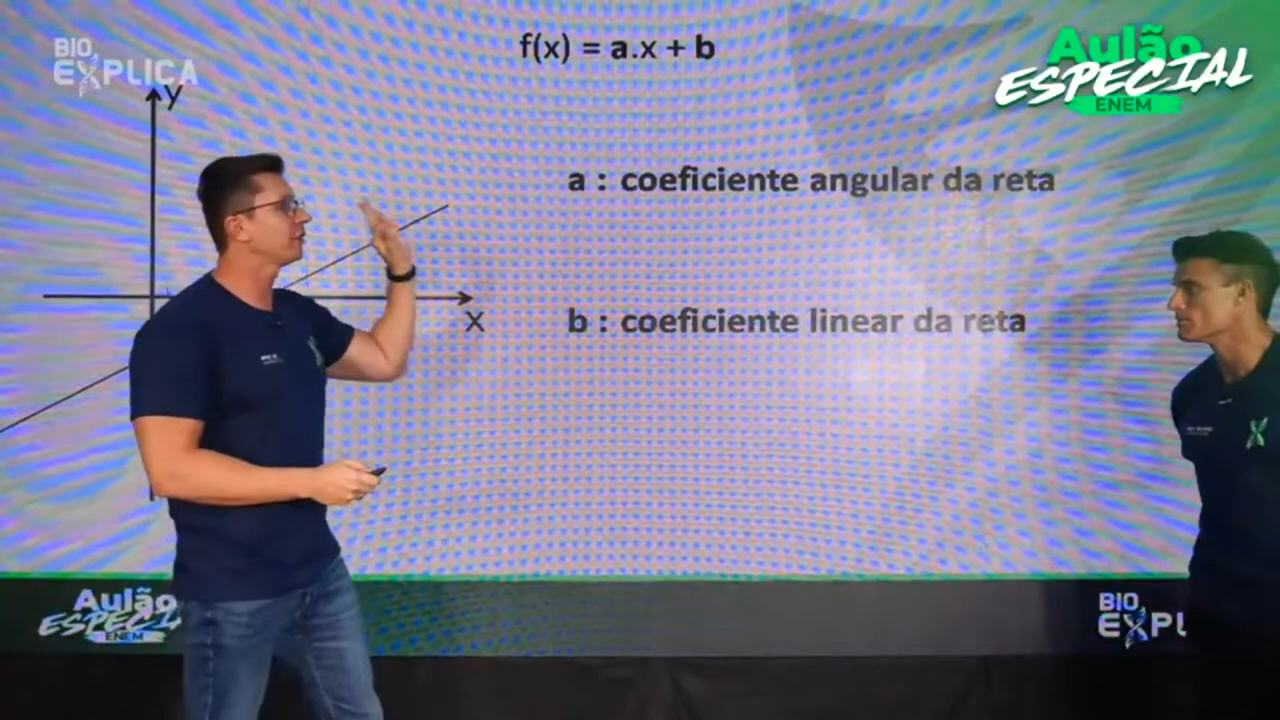 BIO
EXPLICA
f(x) = a.x + b
Aulão
ESPECIAL
ENEM
y
a : coeficiente angular da reta
x
b : coeficiente linear da reta
Aulão
ESPECIAL
ENEM
BIO
EXPL